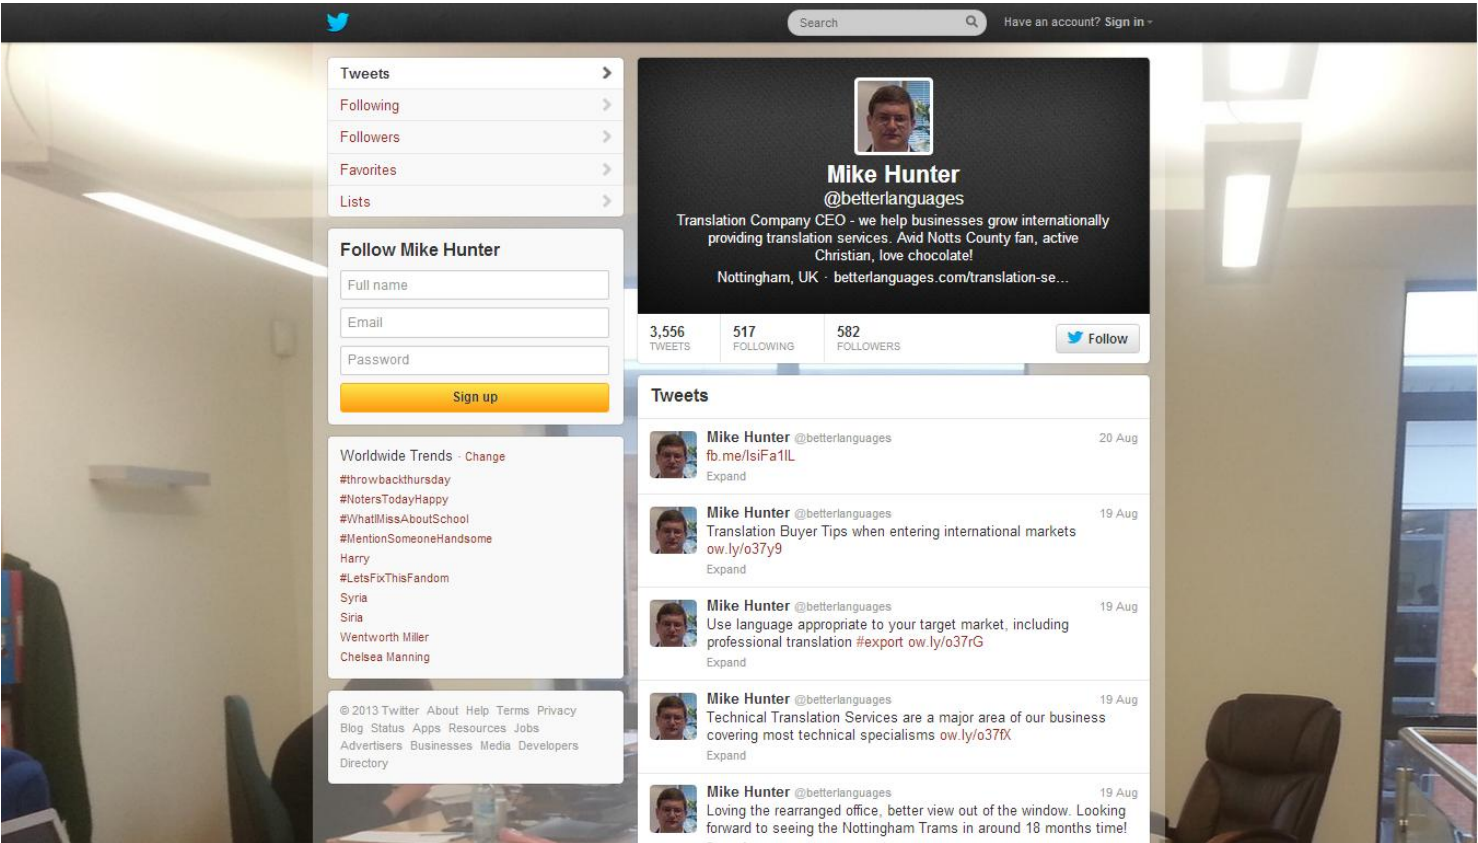 Search
Have an account? Sign in
Tweets
Following
Followers
Favorites
Lists
Follow Mike Hunter
Full name
Email
Password
Sign up
Worldwide Trends · Change
#throwbackthursday
#NotersTodayHappy
#WhatIMissAboutSchool
#MentionSomeoneHandsome
Harry
#LetsFixThisFandom
Syria
Siria
Wentworth Miller
Chelsea Manning
© 2013 Twitter About Help Terms Privacy
Blog Status Apps Resources Jobs
Advertisers Businesses Media Developers
Directory
Mike Hunter
@betterlanguages
Translation Company CEO - we help businesses grow internationally
providing translation services. Avid Notts County fan, active
Christian, love chocolate!
Nottingham, UK · betterlanguages.com/translation-se...
3,556
TWEETS
517
FOLLOWING
582
FOLLOWERS
Follow
Tweets
Mike Hunter @betterlanguages 20 Aug
fb.me/IsiFa1lL
Expand
Mike Hunter @betterlanguages 19 Aug
Translation Buyer Tips when entering international markets
ow.ly/o37y9
Expand
Mike Hunter @betterlanguages 19 Aug
Use language appropriate to your target market, including
professional translation #export ow.ly/o37rG
Expand
Mike Hunter @betterlanguages 19 Aug
Technical Translation Services are a major area of our business
covering most technical specialisms ow.ly/o37fX
Expand
Mike Hunter @betterlanguages 19 Aug
Loving the rearranged office, better view out of the window. Looking
forward to seeing the Nottingham Trams in around 18 months time!